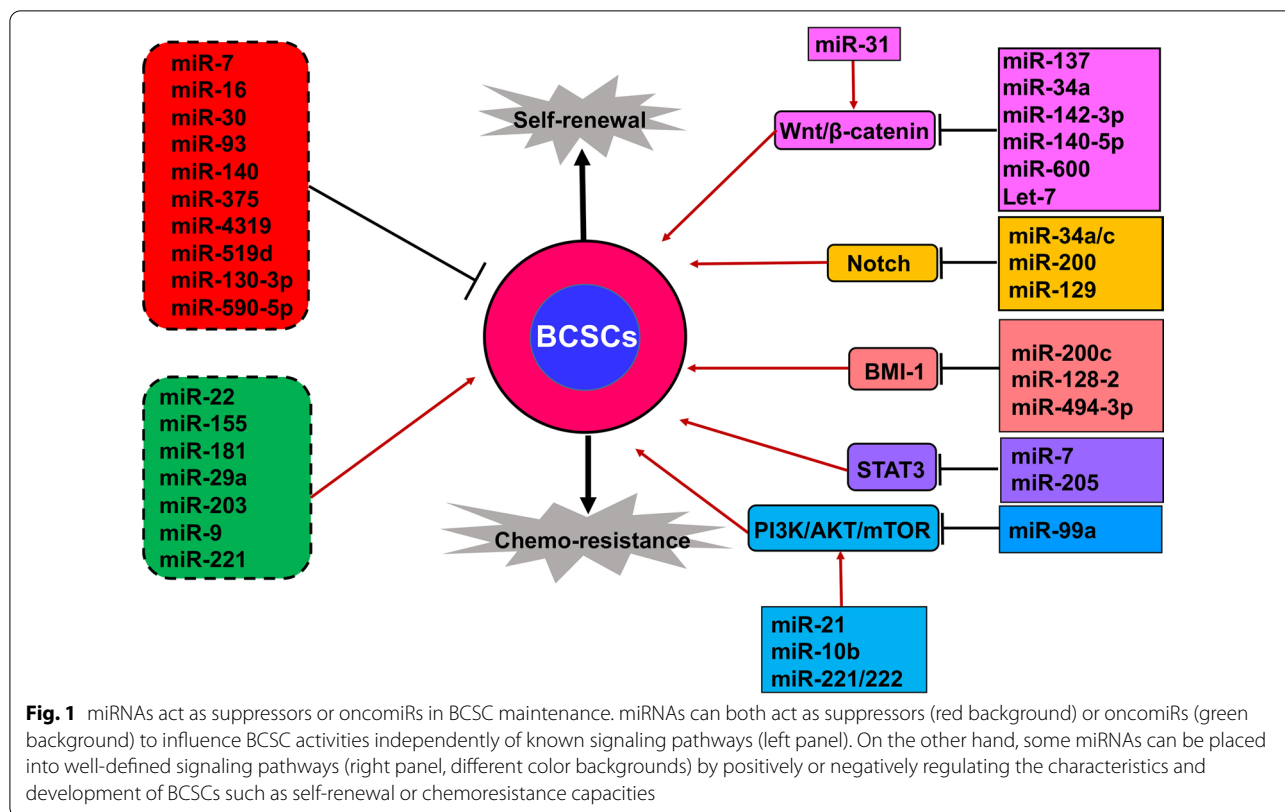 miR-7
miR-16
miR-30
miR-93
miR-140
miR-375
miR-4319
miR-519d
miR-130-3p
miR-590-5p
miR-22
miR-155
miR-181
miR-29a
miR-203
miR-9
miR-221
Self-renewal
BCSCs
Chemo-resistance
miR-31
Wnt/β-catenin
miR-137
miR-34a
miR-142-3p
miR-140-5p
miR-600
Let-7
Notch
miR-34a/c
miR-200
miR-129
BMI-1
miR-200c
miR-128-2
miR-494-3p
STAT3
miR-7
miR-205
PI3K/AKT/mTOR
miR-99a
miR-21
miR-10b
miR-221/222
Fig. 1 miRNAs act as suppressors or oncomiRs in BCSC maintenance. miRNAs can both act as suppressors (red background) or oncomiRs (green
background) to influence BCSC activities independently of known signaling pathways (left panel). On the other hand, some miRNAs can be placed
into well-defined signaling pathways (right panel, different color backgrounds) by positively or negatively regulating the characteristics and
development of BCSCs such as self-renewal or chemoresistance capacities